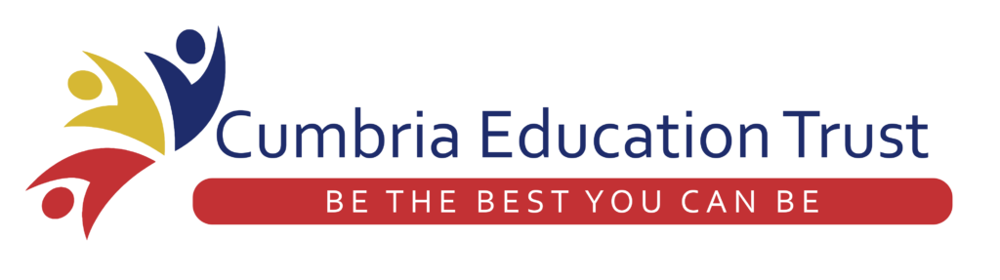 Cumbria Education Trust
BE THE BEST YOU CAN BE